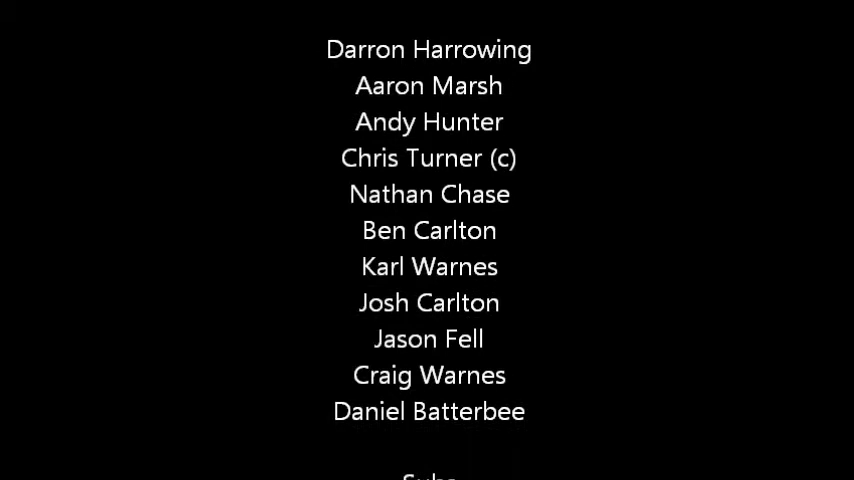 Darron Harrowing
Aaron Marsh
Andy Hunter
Chris Turner (c)
Nathan Chase
Ben Carlton
Karl Warnes
Josh Carlton
Jason Fell
Craig Warnes
Daniel Batterbee
Subs